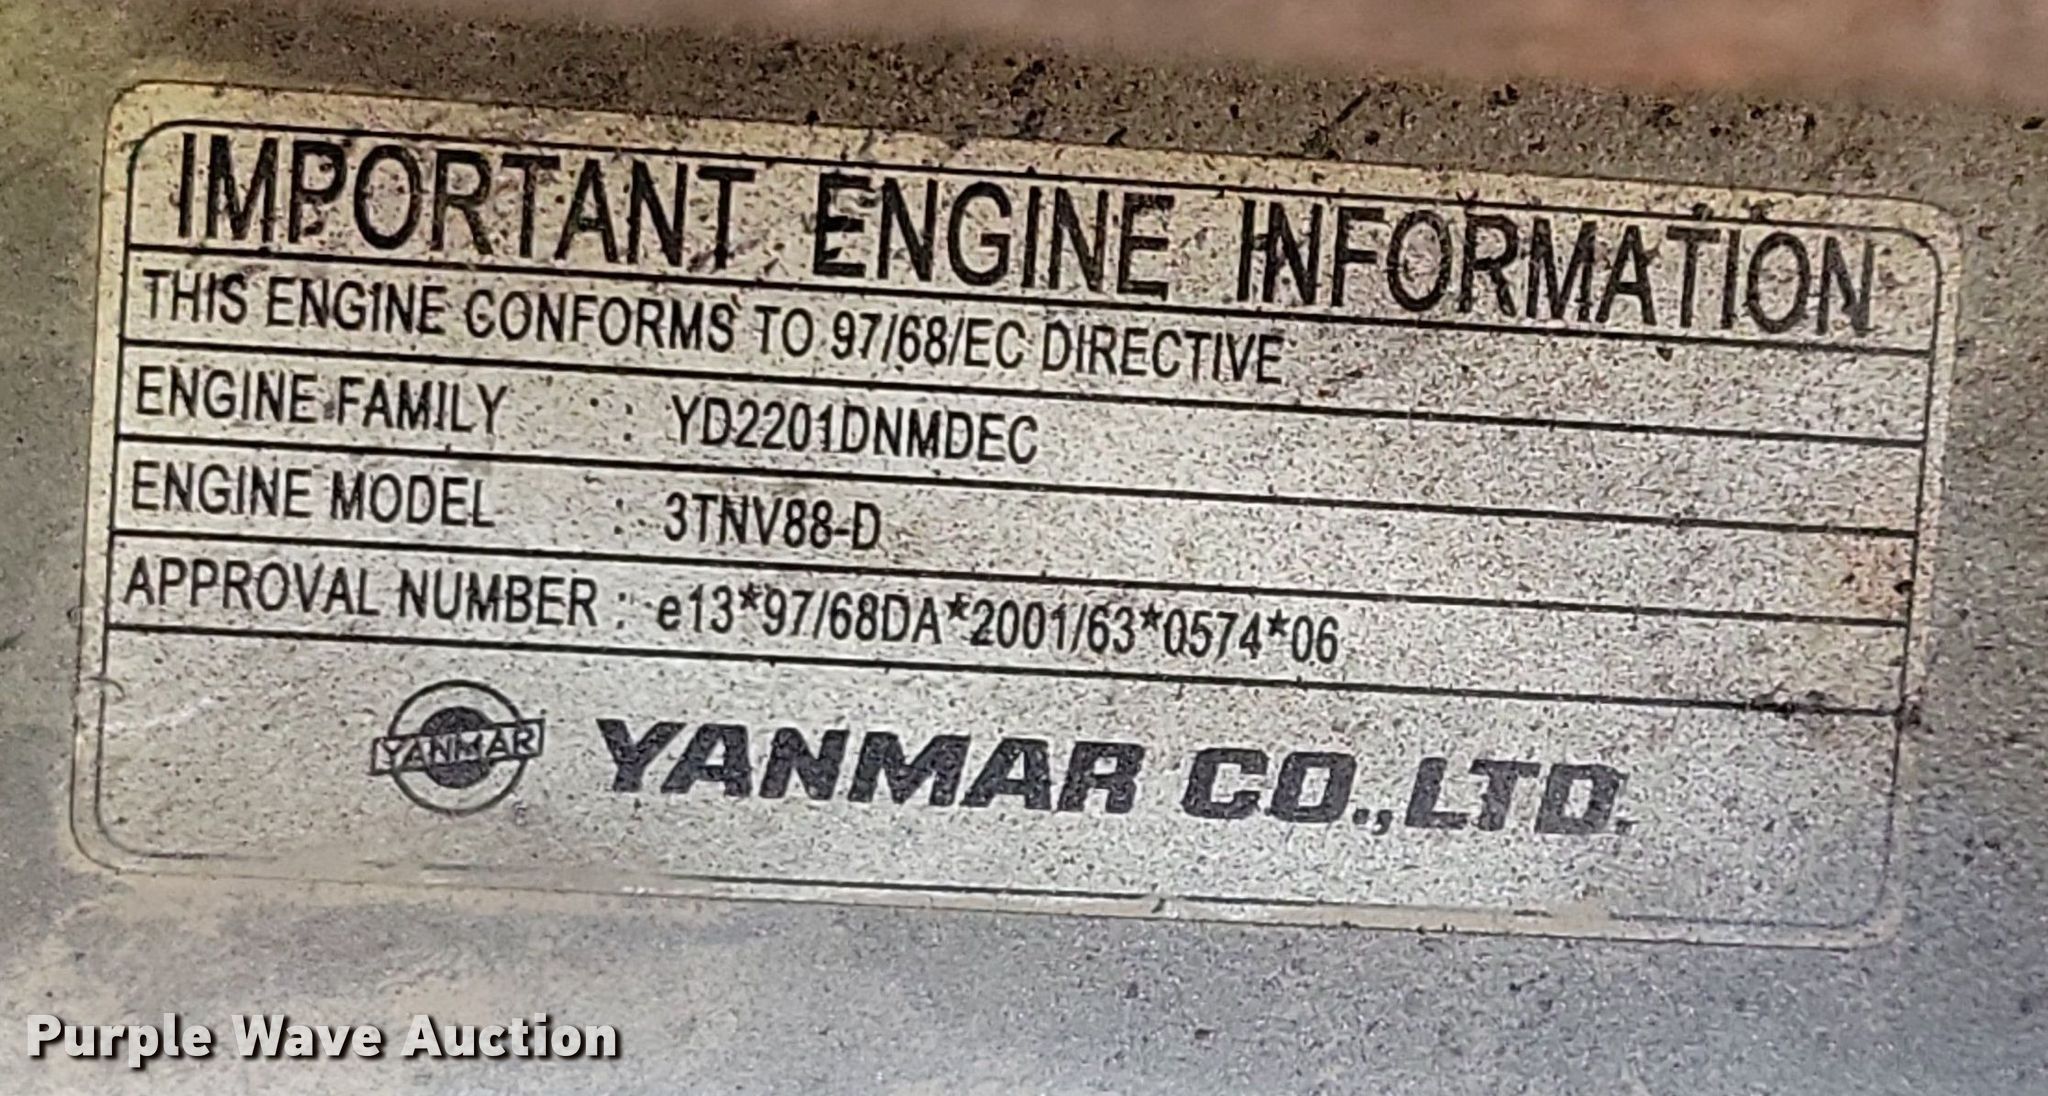 IMPORTANT ENGINE INFORMATION
THIS ENGINE CONFORMS TO 97/68/EC DIRECTIVE
ENGINE FAMILY : YD2201DNMDEC
ENGINE MODEL : 3TNV88-D
APPROVAL NUMBER : e13*97/68DA*2001/63*0574*06
YANMAR YANMAR CO.,LTD.
Purple Wave Auction